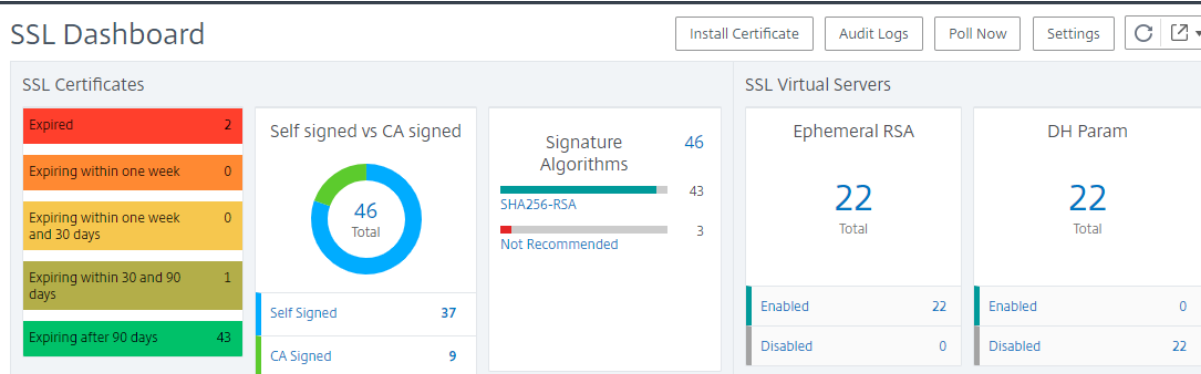 SSL Dashboard
Install Certificate
Audit Logs
Poll Now
Settings
SSL Certificates
Expired 2
Expiring within one week 0
Expiring within one week 0
and 30 days
Expiring within 30 and 90 1
days
Expiring after 90 days 43
Self signed vs CA signed
46
Total
Self Signed 37
CA Signed 9
Signature 46
Algorithms
43
SHA256-RSA
3
Not Recommended
SSL Virtual Servers
Ephemeral RSA
22
Total
Enabled 22
Disabled 0
DH Param
22
Total
Enabled 0
Disabled 22